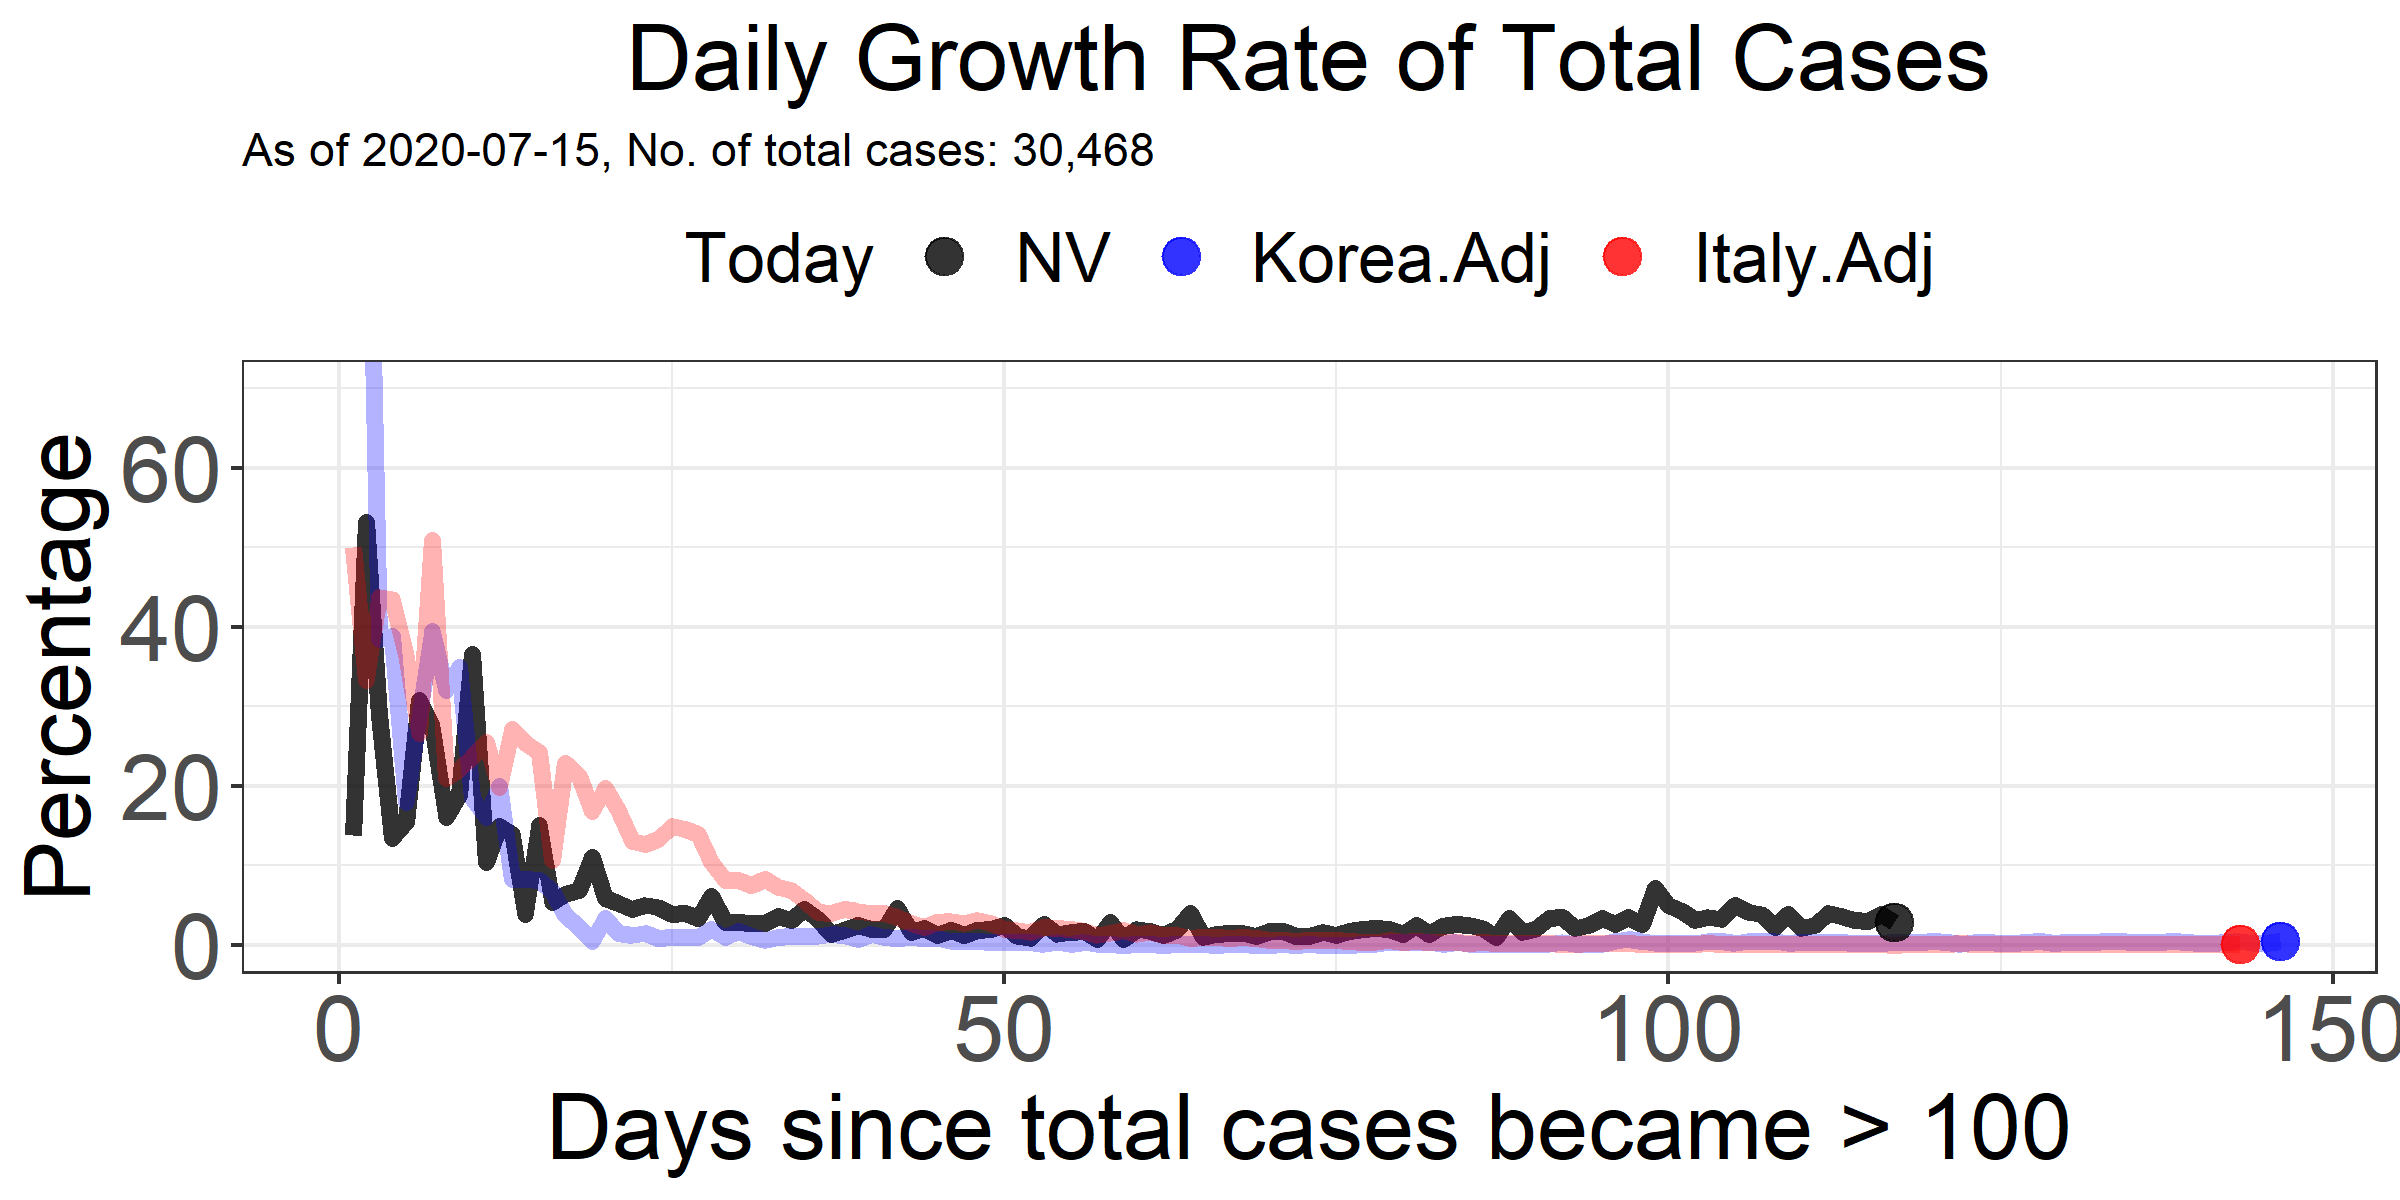 Daily Growth Rate of Total Cases
As of 2020-07-15, No. of total cases: 30,468
Today NV Korea.Adj Italy.Adj
Percentage
60
40
20
0
0 50 100 150
Days since total cases became > 100